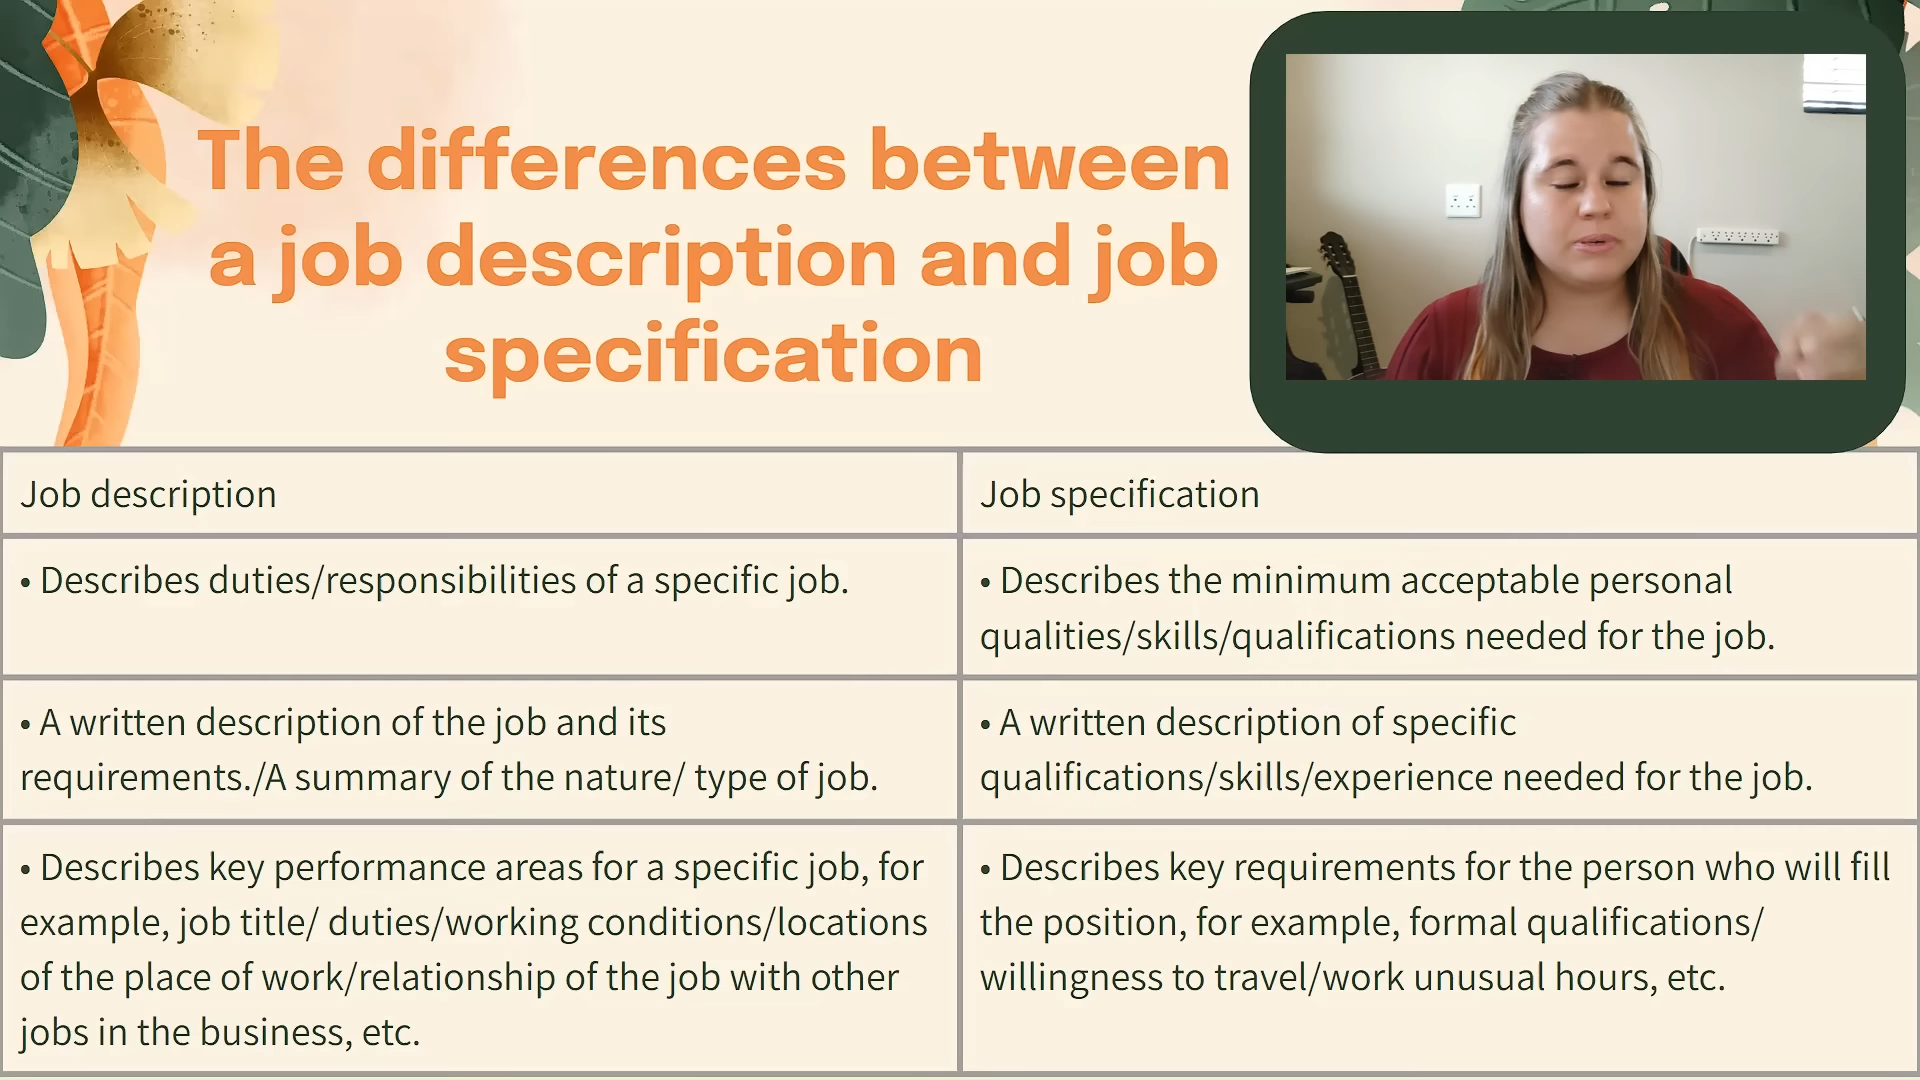 The differences between
a job description and job
specification
Job description
Job specification
• Describes duties/responsibilities of a specific job.
• Describes the minimum acceptable personal
qualities/skills/qualifications needed for the job.
• A written description of the job and its
requirements./A summary of the nature/ type of job.
• A written description of specific
qualifications/skills/experience needed for the job.
• Describes key performance areas for a specific job, for
example, job title/ duties/working conditions/locations
of the place of work/relationship of the job with other
jobs in the business, etc.
• Describes key requirements for the person who will fill
the position, for example, formal qualifications/
willingness to travel/work unusual hours, etc.